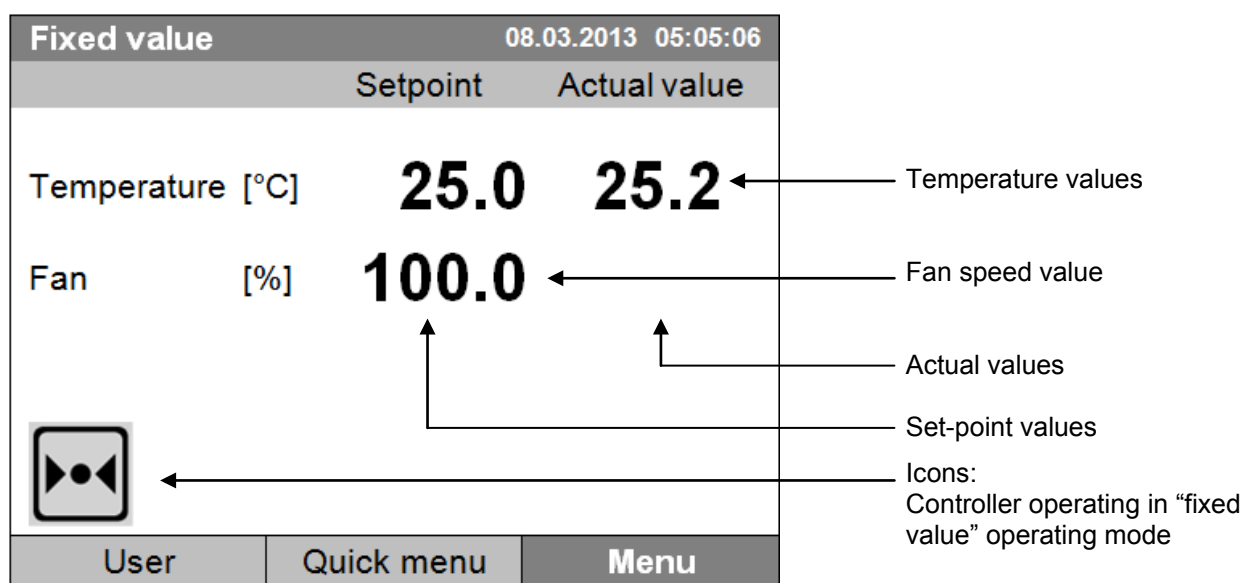 Fixed value 08.03.2013 05:05:06
Setpoint Actual value
Temperature [°C] 25.0 25.2
Temperature values
Fan [%] 100.0
Fan speed value
Actual values
Set-point values
Icons:
Controller operating in “fixed
value” operating mode
User Quick menu Menu